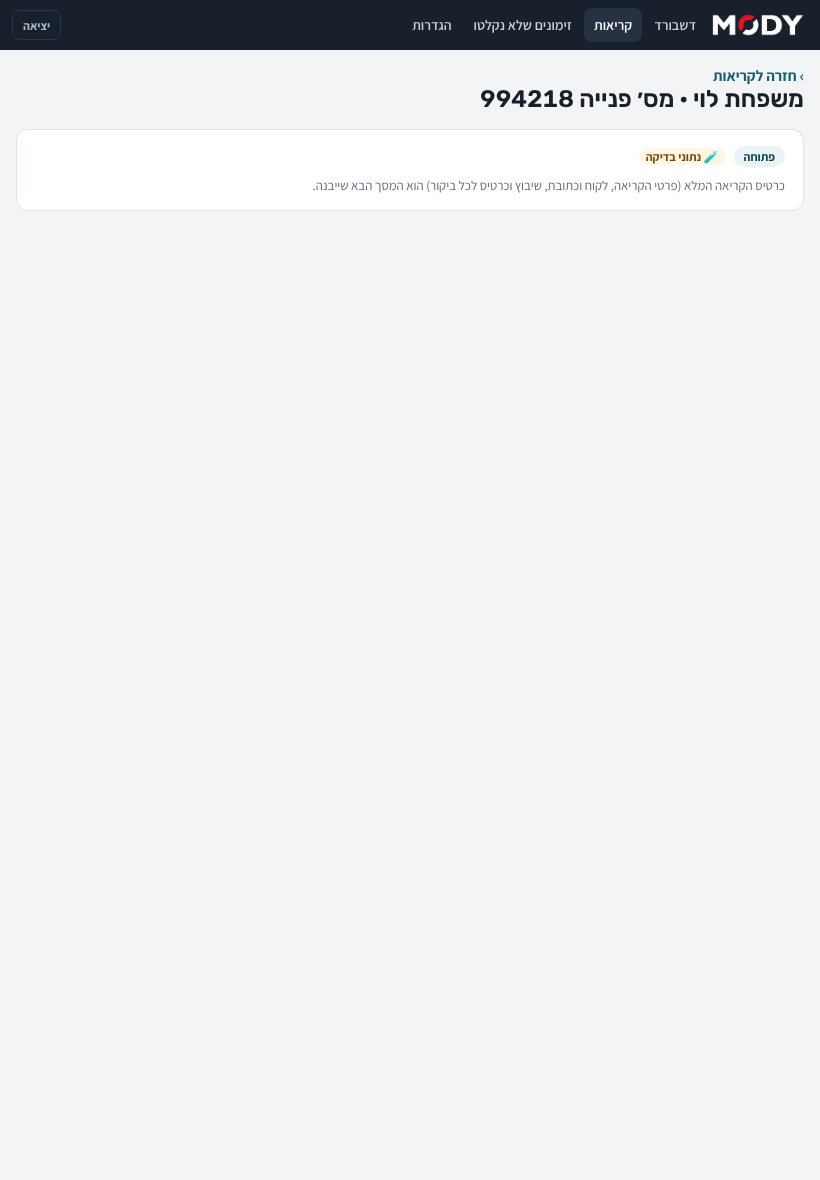 MODY דשבורד קריאות זימונים שלא נקלטו הגדרות יציאה
› חזרה לקריאות
משפחת לוי • מס׳ פנייה 994218
פתוחה 🧪 נתוני בדיקה
כרטיס הקריאה המלא (פרטי הקריאה, לקוח וכתובת, שיבוץ וכרטיס לכל ביקור) הוא המסך הבא שייבנה.